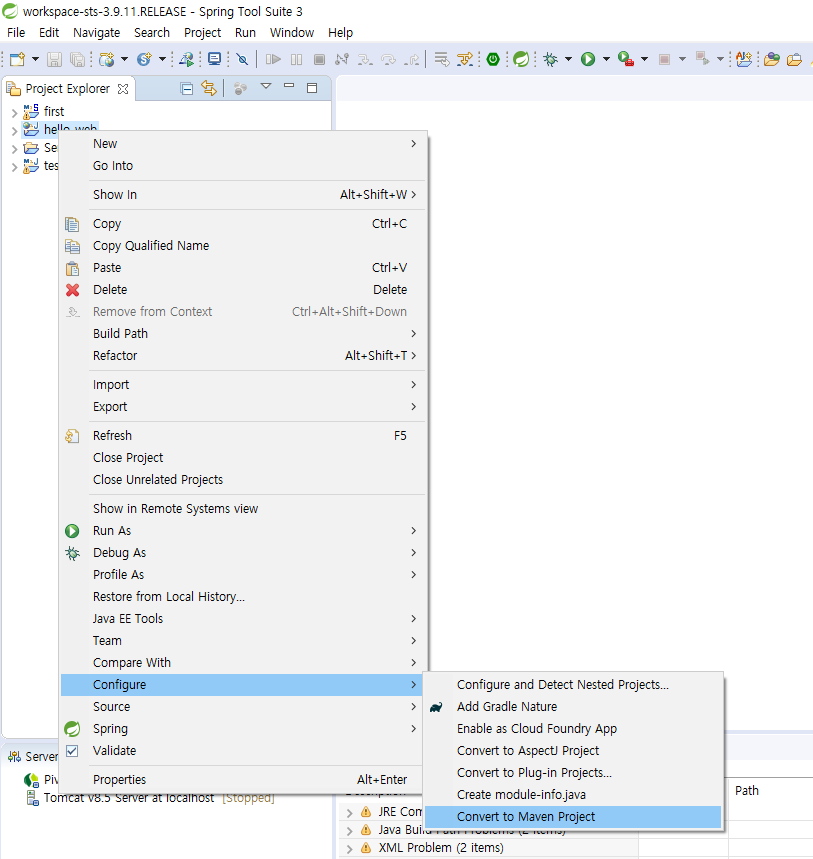 workspace-sts-3.9.11.RELEASE - Spring Tool Suite 3
File Edit Navigate Search Project Run Window Help
Project Explorer
first
hello_web
New
Go Into
Show In Alt+Shift+W
Copy Ctrl+C
Copy Qualified Name
Paste Ctrl+V
Delete Delete
Remove from Context Ctrl+Alt+Shift+Down
Build Path
Refactor Alt+Shift+T
Import
Export
Refresh F5
Close Project
Close Unrelated Projects
Show in Remote Systems view
Run As
Debug As
Profile As
Restore from Local History...
Java EE Tools
Team
Compare With
Configure
Source
Spring
Validate
Properties Alt+Enter
Configure and Detect Nested Projects...
Add Gradle Nature
Enable as Cloud Foundry App
Convert to AspectJ Project
Convert to Plug-in Projects...
Create module-info.java
Convert to Maven Project
Server
Tomcat v8.5 Server at localhost [Stopped]
Description Path
JRE Com
Java Build Path Problems (2 items)
XML Problem (2 items)